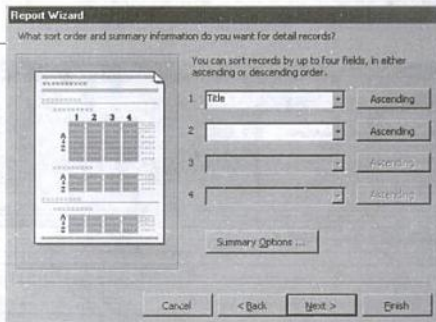 Report Wizard
What sort order and summary information do you want for detail records?
You can sort records by up to four fields, in either
ascending or descending order.
1 Title Ascending
2 Ascending
3 Ascending
4 Ascending
1 2 3 4
Summary Options ...
Cancel < Back Next > Finish